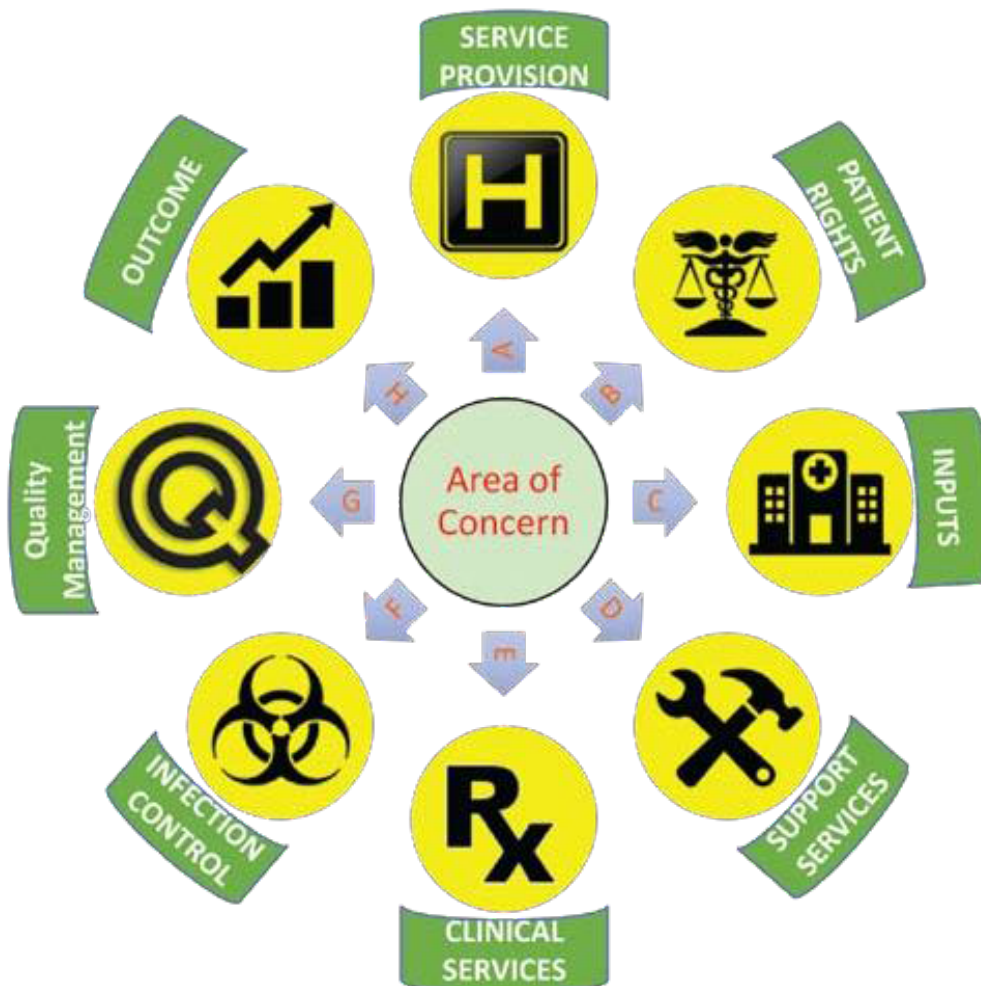 SERVICE
PROVISION
H
PATIENT
RIGHTS
INPUTS
SUPPORT
SERVICES
CLINICAL
SERVICES
Rx
INFECTION
CONTROL
Quality
Management
Q
OUTCOME
A
B
C
D
E
F
G
H
Area of
Concern